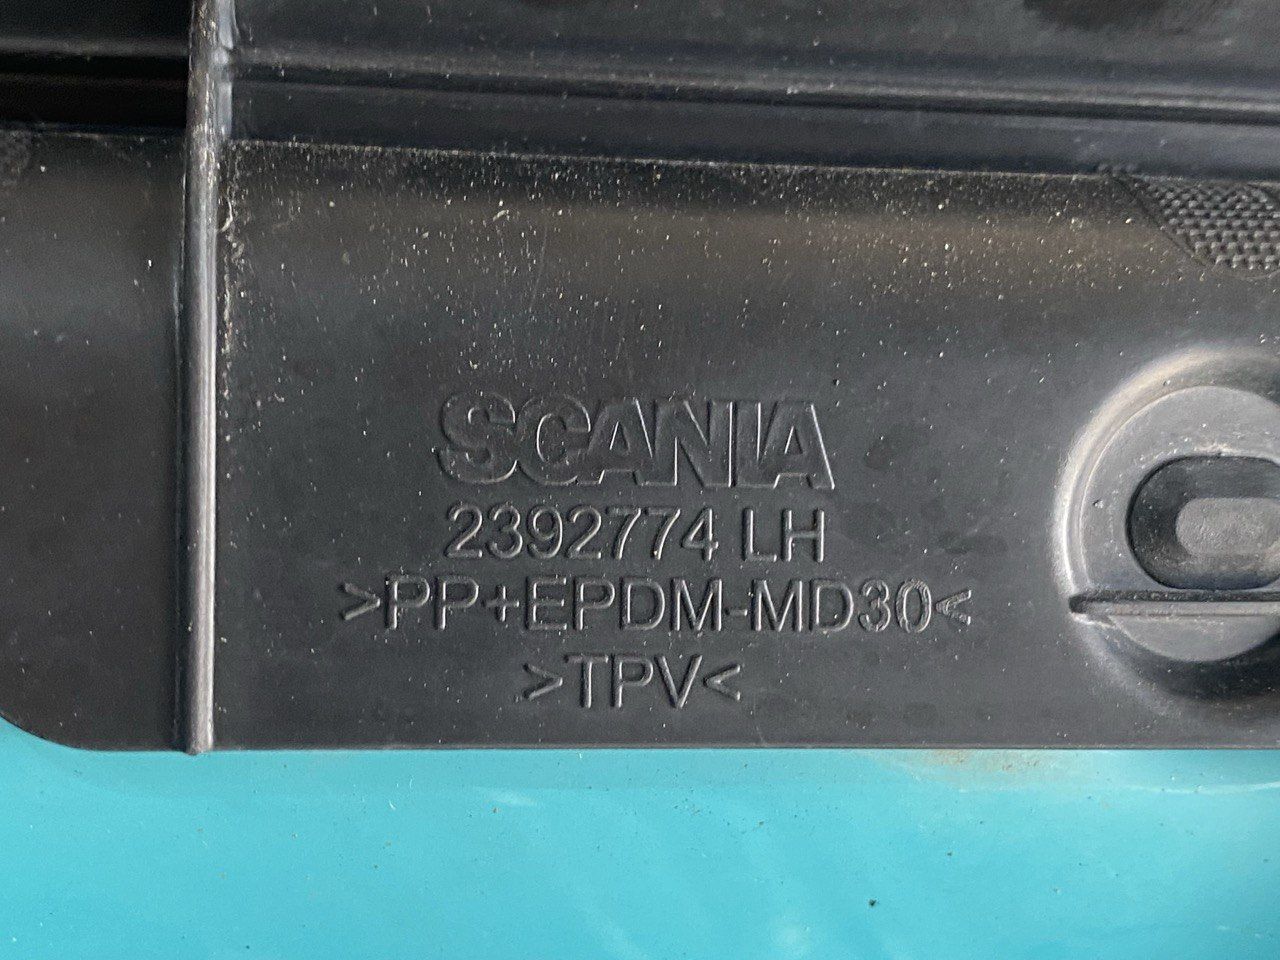 SCANIA
2392774 LH
>PP+EPDM-MD30<
>TPV<